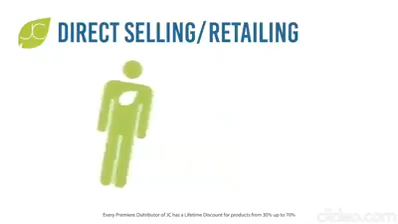 JC DIRECT SELLING/RETAILING
Every Premiere Distributor of JC has a Lifetime Discount for products from 30% up to 70%
clideo.com